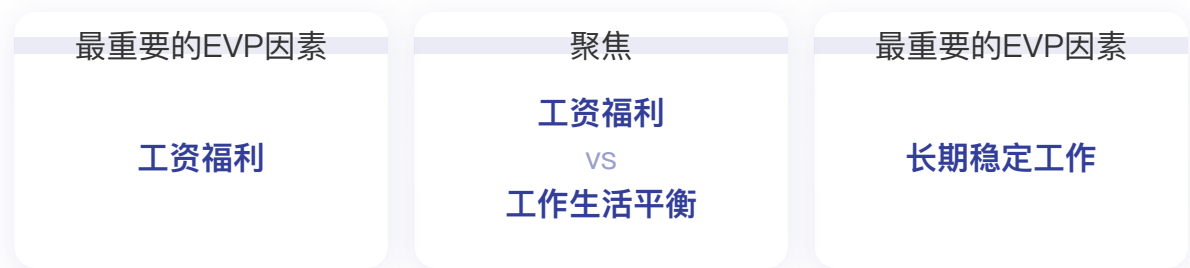 最重要的EVP因素
工资福利
聚焦
工资福利
vs
工作生活平衡
最重要的EVP因素
长期稳定工作